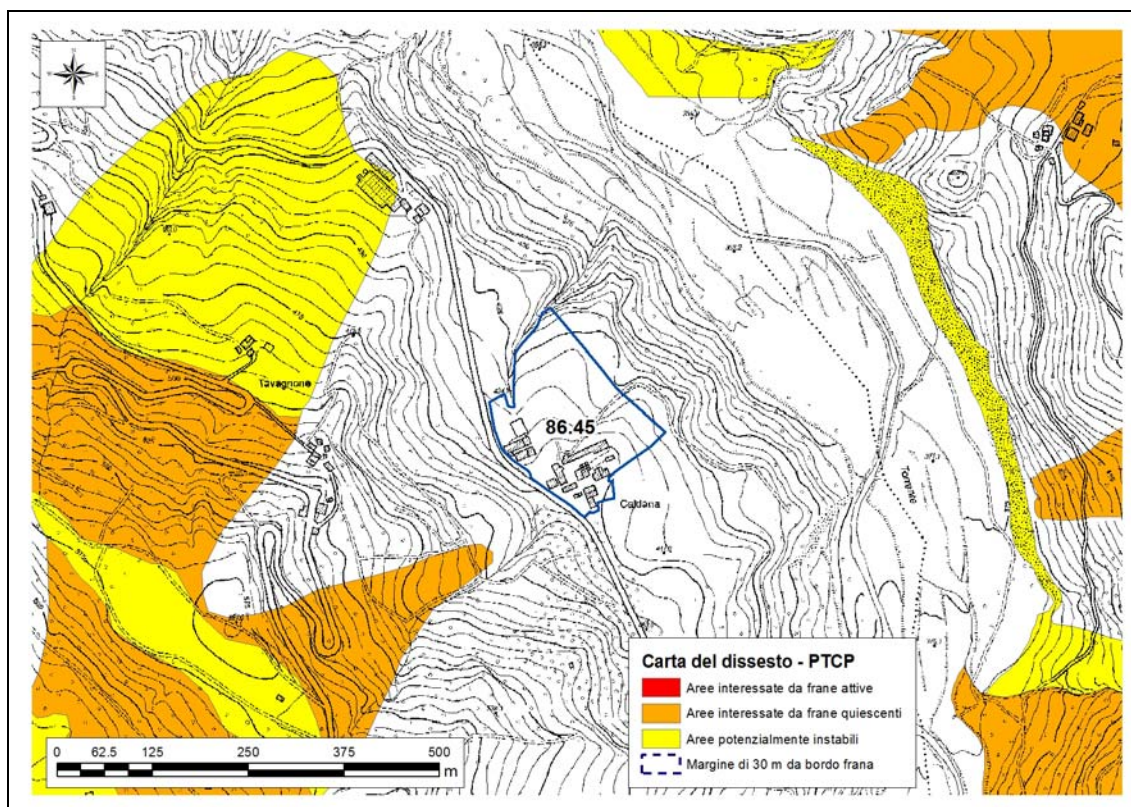 Tavagnone
86.45
Caldana
Torrente
Carta del dissesto - PTCP
Aree interessate da frane attive
Aree interessate da frane quiescenti
Aree potenzialmente instabili
Margine di 30 m da bordo frana
0 62.5 125 250 375 500
m